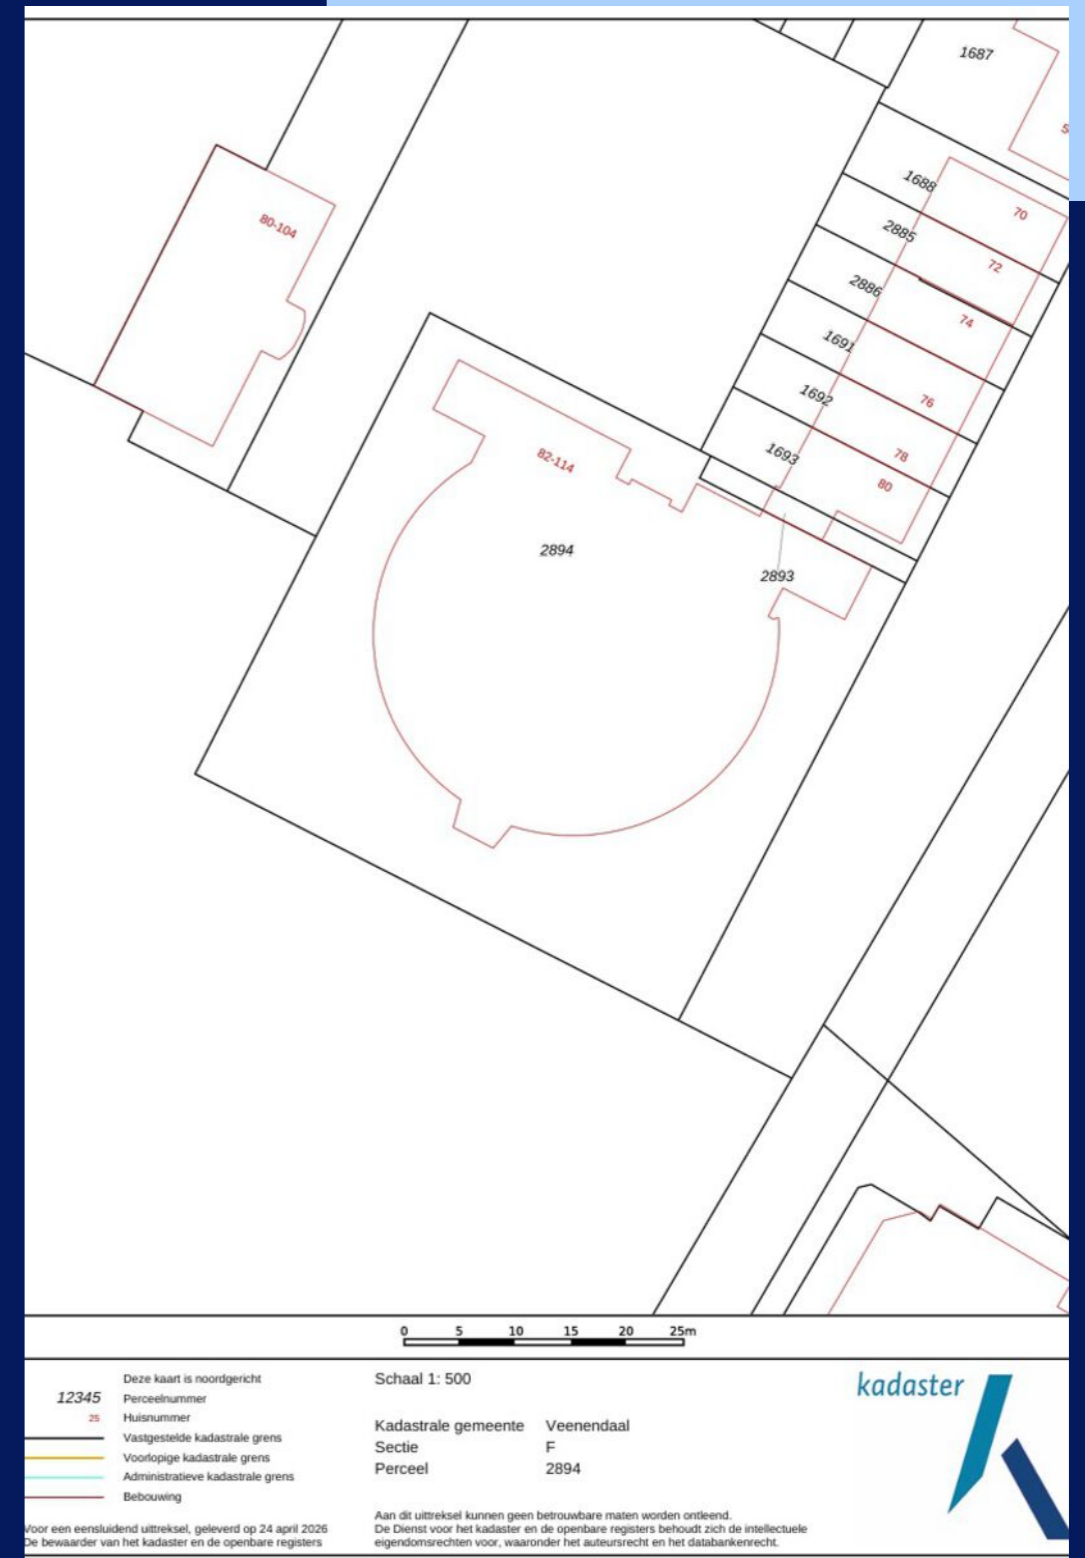 1687
5
1688
70
2885
72
2886
74
1691
76
1692
78
1693
80
80-104
82-114
2894
2893
0 5 10 15 20 25m
Deze kaart is noordgericht
12345 Perceelnummer
25 Huisnummer
Vastgestelde kadastrale grens
Voorlopige kadastrale grens
Administratieve kadastrale grens
Bebouwing
Voor een eensluidend uittreksel, geleverd op 24 april 2026
De bewaarder van het kadaster en de openbare registers
Schaal 1: 500
Kadastrale gemeente Veenendaal
Sectie F
Perceel 2894
Aan dit uittreksel kunnen geen betrouwbare maten worden ontleend.
De Dienst voor het kadaster en de openbare registers behoudt zich de intellectuele
eigendomsrechten voor, waaronder het auteursrecht en het databankenrecht.
kadaster